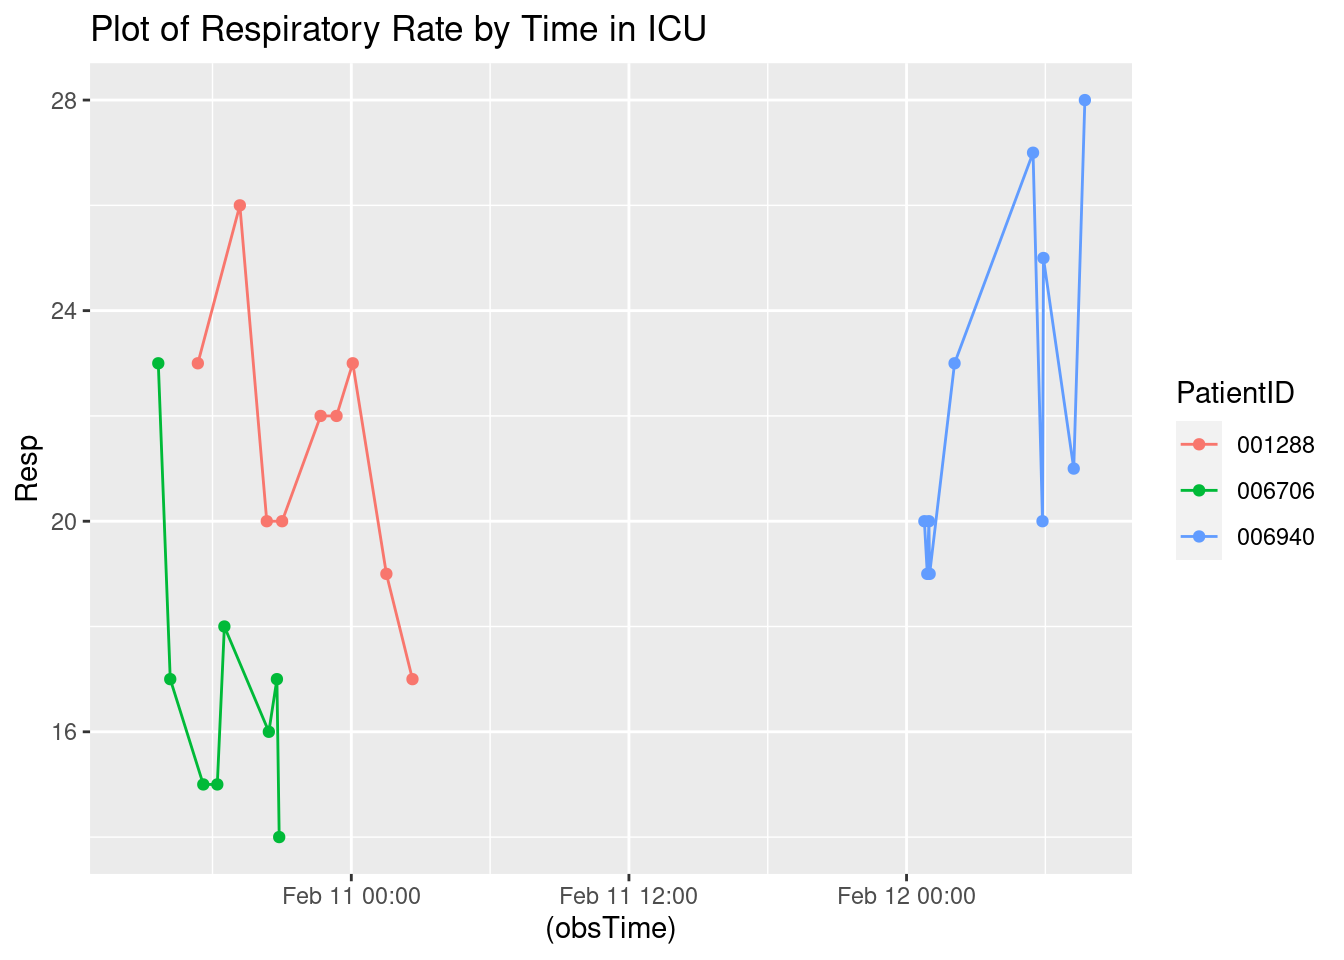 Plot of Respiratory Rate by Time in ICU
28
24
20
16
Resp
Feb 11 00:00
Feb 11 12:00
Feb 12 00:00
(obsTime)
PatientID
001288
006706
006940